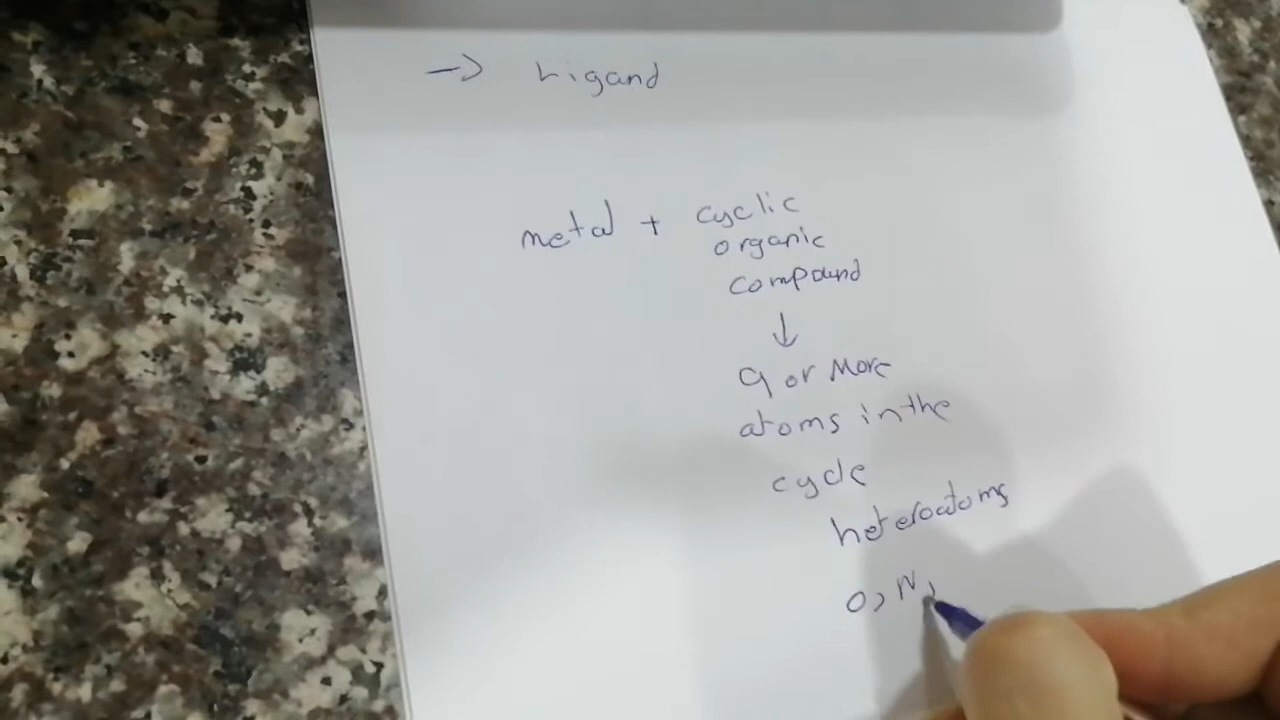 → Ligand
metal + cyclic
organic
compound
↓
9 or More
atoms in the
cycle
heteroatoms
O, N,